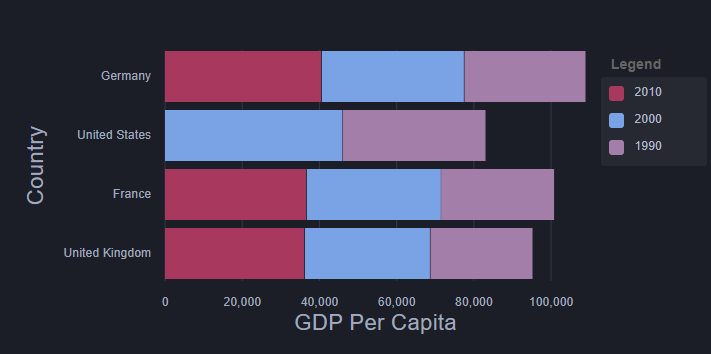 Germany
United States
France
United Kingdom
Country
0 20,000 40,000 60,000 80,000 100,000
GDP Per Capita
Legend
2010
2000
1990